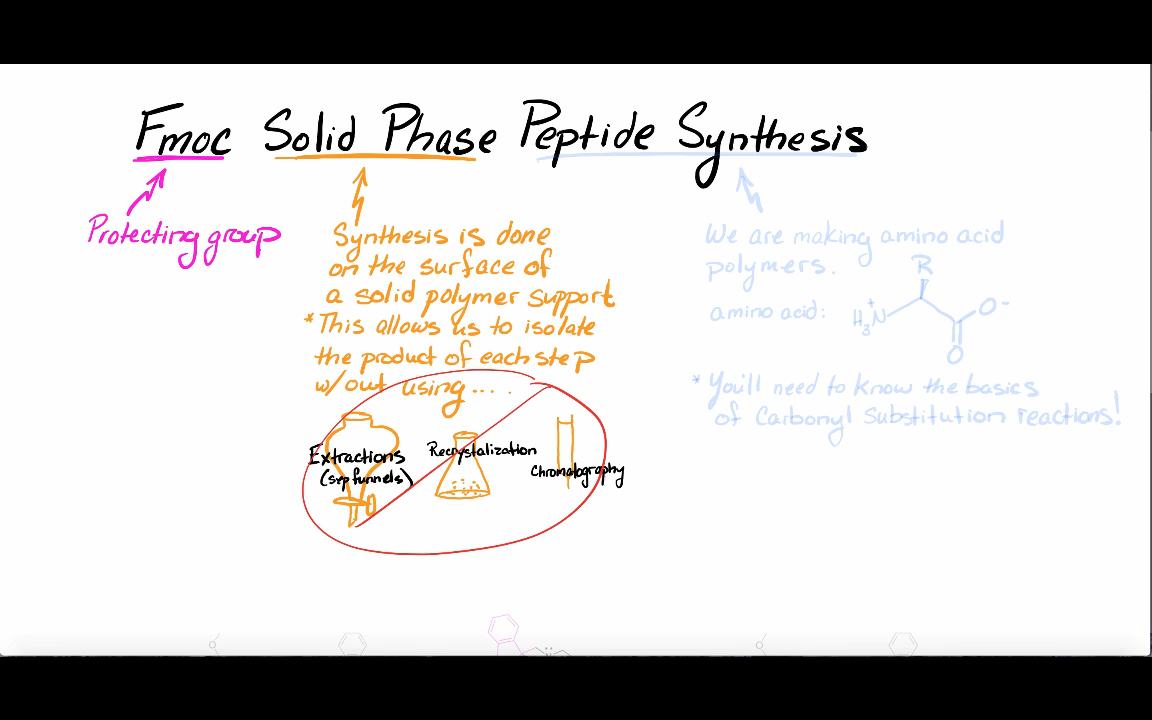 Fmoc Solid Phase Peptide Synthesis
Protecting group
Synthesis is done
on the surface of
a solid polymer support
*This allows us to isolate
the product of each step
w/out using....
Extractions
(sep funnels)
Recrystalization
Chromatography
We are making amino acid
polymers.
amino acid:
R
H3N+
O-
O
*You'll need to know the basics
of Carbonyl Substitution reactions!